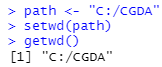 > path <- "C:/CGDA"
> setwd(path)
> getwd()
[1] "C:/CGDA"